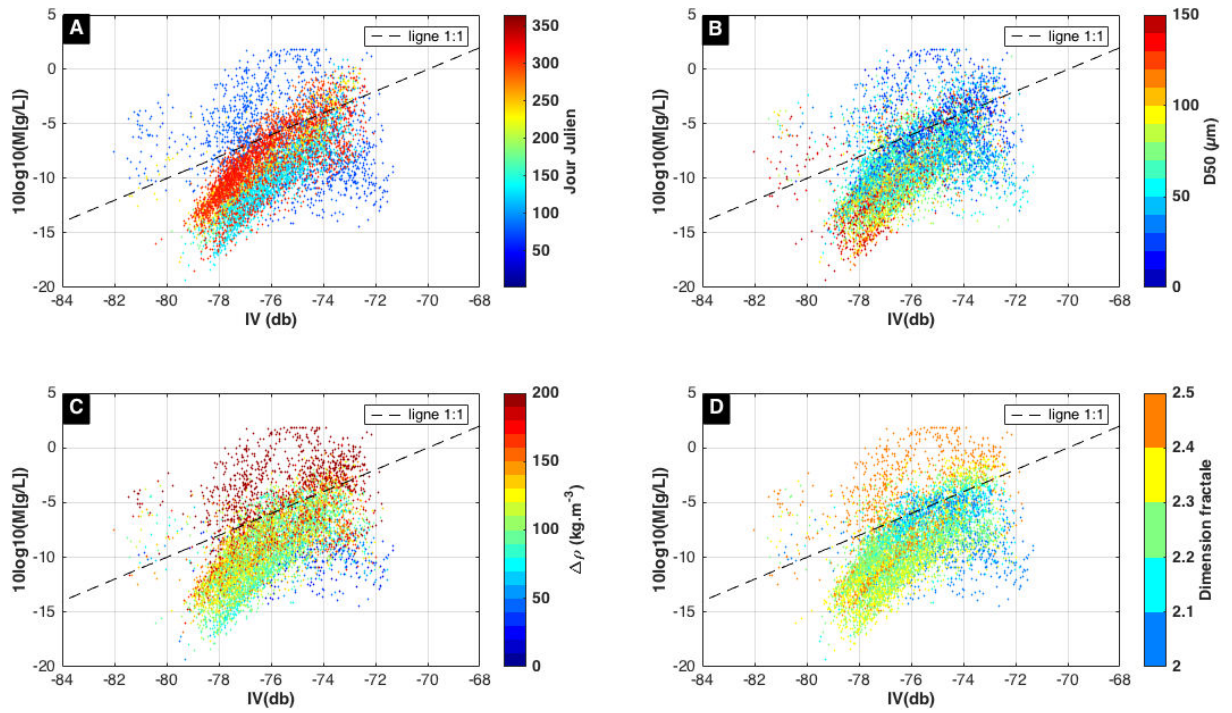 A
ligne 1:1
5
0
-5
-10
-15
-20
10log10(M[g/L])
-84 -82 -80 -78 -76 -74 -72 -70 -68
IV (db)
350
300
250
200
150
100
50
Jour Julien
B
ligne 1:1
5
0
-5
-10
-15
-20
10log10(M[g/L])
-84 -82 -80 -78 -76 -74 -72 -70 -68
IV(db)
150
100
50
0
D50 (µm)
C
ligne 1:1
5
0
-5
-10
-15
-20
10log10(M[g/L])
-84 -82 -80 -78 -76 -74 -72 -70 -68
IV(db)
200
150
100
50
0
△ρ (kg.m⁻³)
D
ligne 1:1
5
0
-5
-10
-15
-20
10log10(M[g/L])
-84 -82 -80 -78 -76 -74 -72 -70 -68
IV(db)
2.5
2.4
2.3
2.2
2.1
2
Dimension fractale